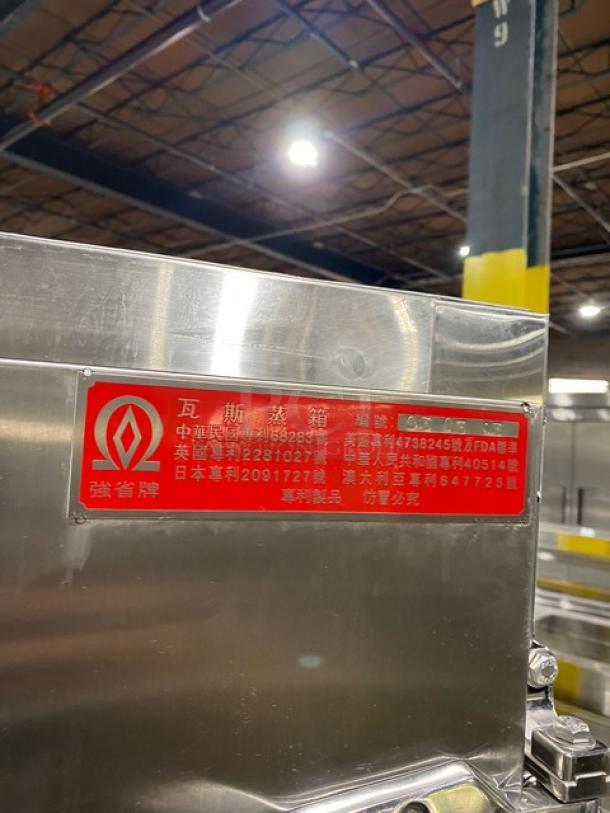 瓦斯蒸箱 編號:
中華民國專利68283號 美國專利4738245號及FDA標準
英國專利2281027號 中華人民共和國專利40514號
日本專利2091727號 澳大利亞專利647725號
強省牌
專利製品 仿冒必究